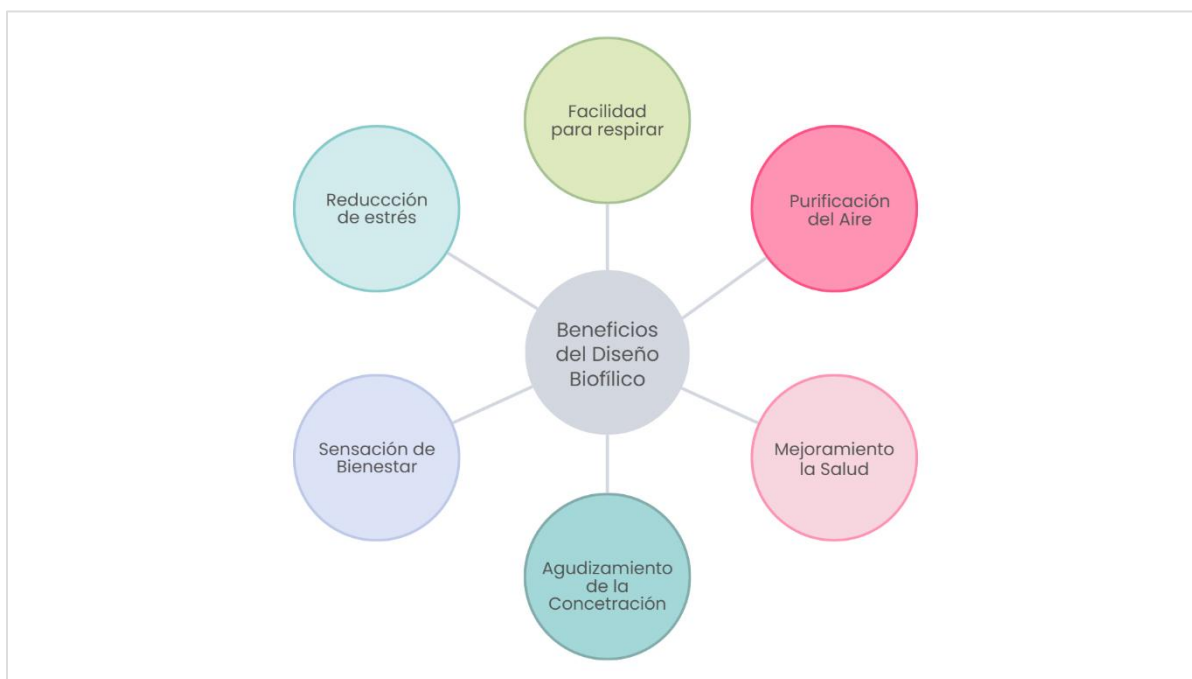 Facilidad
para respirar
Reduccción
de estrés
Purificación
del Aire
Beneficios
del Diseño
Biofílico
Sensación de
Bienestar
Mejoramiento
la Salud
Agudizamiento
de la
Concetración